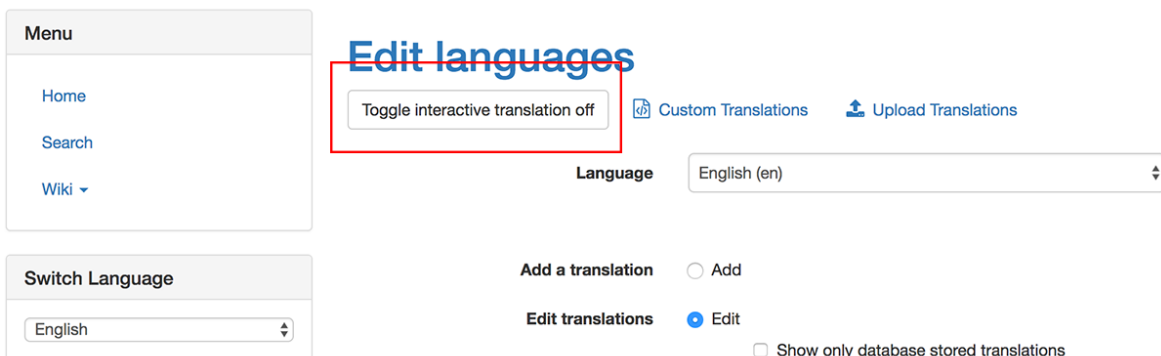 Menu
Home
Search
Wiki
Switch Language
English
Edit languages
Toggle interactive translation off
Custom Translations
Upload Translations
Language
English (en)
Add a translation
Add
Edit translations
Edit
Show only database stored translations